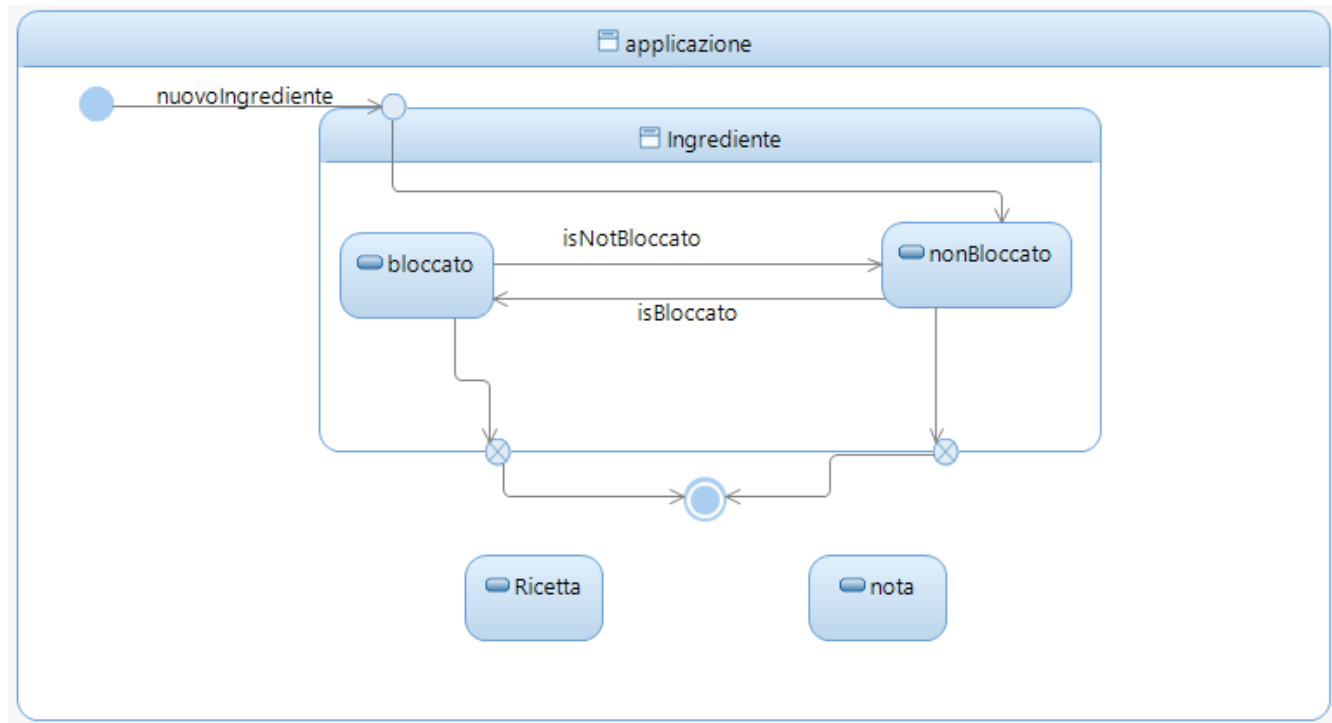 applicazione
nuovoIngrediente
Ingrediente
isNotBloccato
bloccato
nonBloccato
isBloccato
Ricetta
nota